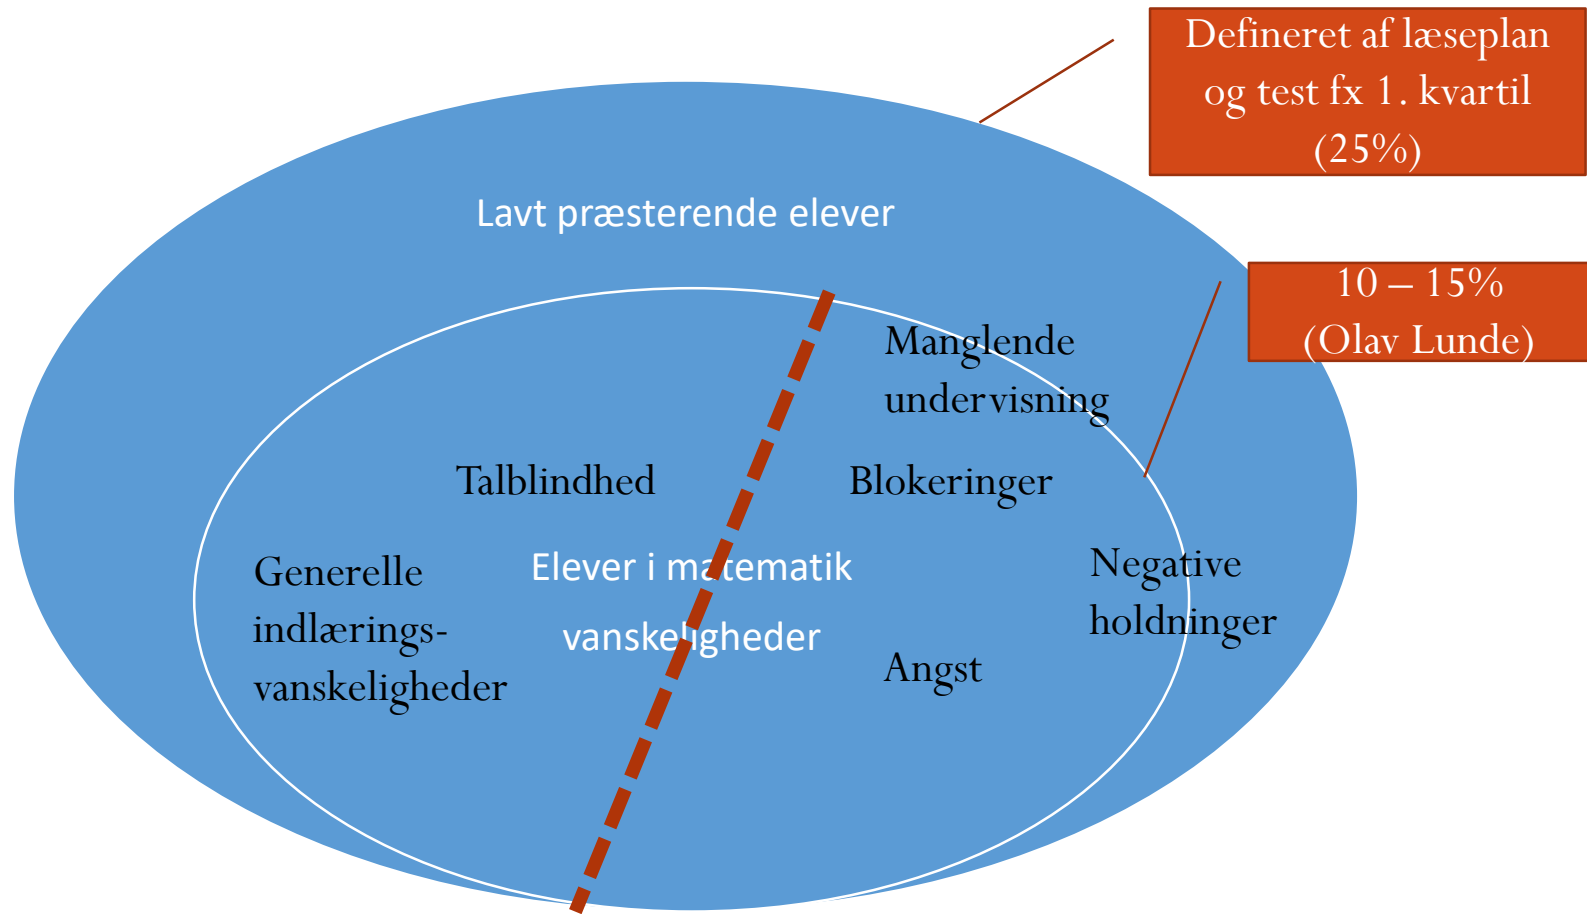 Defineret af læseplan
og test fx 1. kvartil
(25%)
Lavt præsterende elever
10 – 15%
(Olav Lunde)
Manglende
undervisning
Talblindhed
Blokeringer
Generelle
indlærings-
vanskeligheder
Elever i matematik
vanskeligheder
Negative
holdninger
Angst